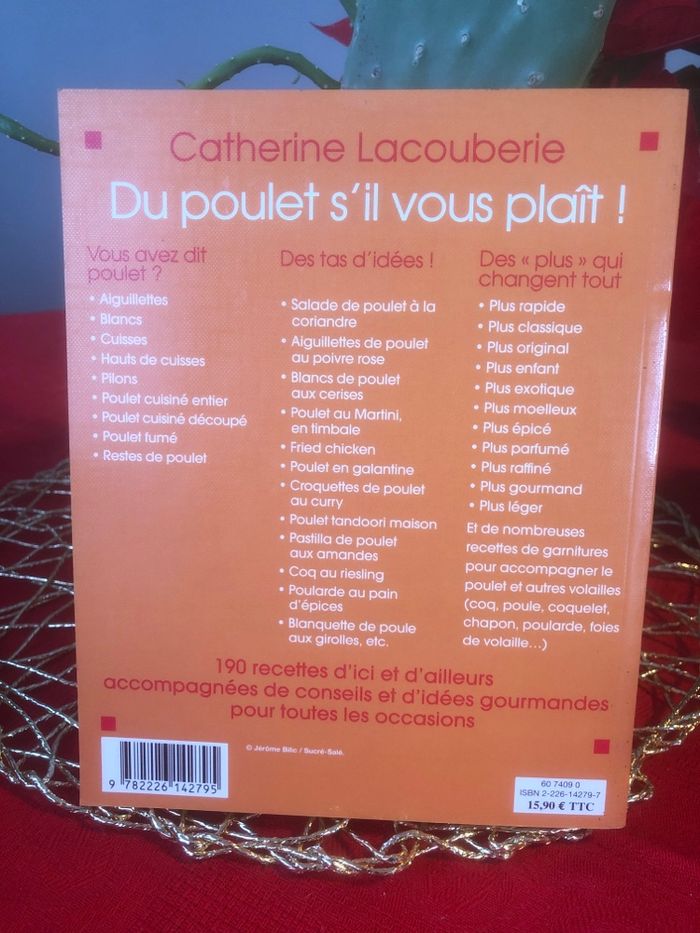 Catherine Lacouberie
Du poulet s'il vous plaît !
Vous avez dit
poulet ?
• Aiguillettes
• Blancs
• Cuisses
• Hauts de cuisses
• Pilons
• Poulet cuisiné entier
• Poulet cuisiné découpé
• Poulet fumé
• Restes de poulet
Des tas d'idées !
• Salade de poulet à la
coriandre
• Aiguillettes de poulet
au poivre rose
• Blancs de poulet
aux cerises
• Poulet au Martini,
en timbale
• Fried chicken
• Poulet en galantine
• Croquettes de poulet
au curry
• Poulet tandoori maison
• Pastilla de poulet
aux amandes
• Coq au riesling
• Poularde au pain
d'épices
• Blanquette de poule
aux girolles, etc.
Des « plus » qui
changent tout
• Plus rapide
• Plus classique
• Plus original
• Plus enfant
• Plus exotique
• Plus moelleux
• Plus épicé
• Plus parfumé
• Plus raffiné
• Plus gourmand
• Plus léger
Et de nombreuses
recettes de garnitures
pour accompagner le
poulet et autres volailles
(coq, poule, coquelet,
chapon, poularde, foies
de volaille...)
190 recettes d'ici et d'ailleurs
accompagnées de conseils et d'idées gourmandes
pour toutes les occasions
9 782226 142795
© Jérôme Bilic / Sucré-Salé.
60 7409 0
ISBN 2-226-14279-7
15,90 € TTC